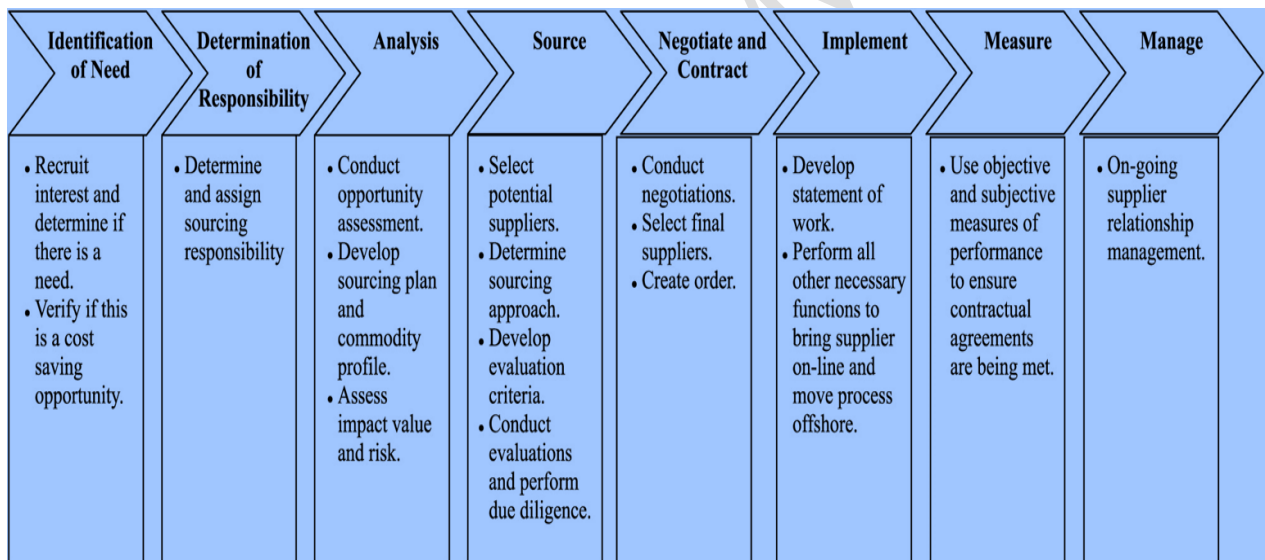 Identification
of Need
Determination
of
Responsibility
Analysis
Source
Negotiate and
Contract
Implement
Measure
Manage
• Recruit
interest and
determine if
there is a
need.
• Verify if this
is a cost
saving
opportunity.
• Determine
and assign
sourcing
responsibility
• Conduct
opportunity
assessment.
• Develop
sourcing plan
and
commodity
profile.
• Assess
impact value
and risk.
• Select
potential
suppliers.
• Determine
sourcing
approach.
• Develop
evaluation
criteria.
• Conduct
evaluations
and perform
due diligence.
• Conduct
negotiations.
• Select final
suppliers.
• Create order.
• Develop
statement of
work.
• Perform all
other necessary
functions to
bring supplier
on-line and
move process
offshore.
• Use objective
and subjective
measures of
performance
to ensure
contractual
agreements
are being met.
• On-going
supplier
relationship
management.